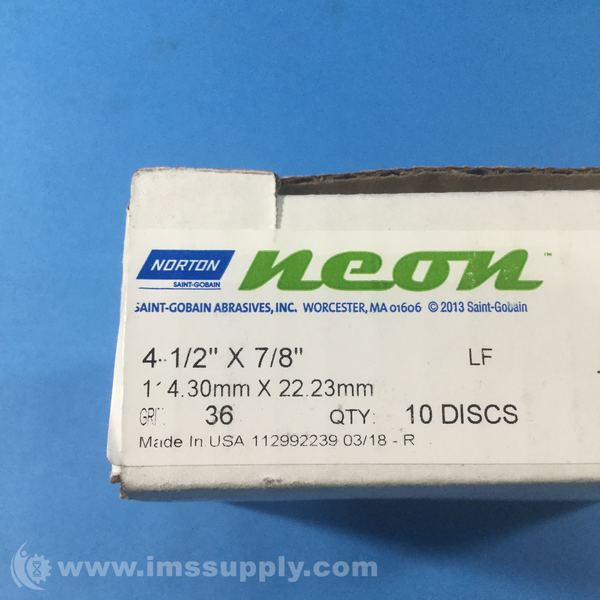 NORTON
SAINT-GOBAIN
neon™
SAINT-GOBAIN ABRASIVES, INC. WORCESTER, MA 01606 © 2013 Saint-Gobain
4-1/2" X 7/8" LF
114.30mm X 22.23mm
GRIT: 36 QTY: 10 DISCS
Made In USA 112992239 03/18 - R
www.imssupply.com